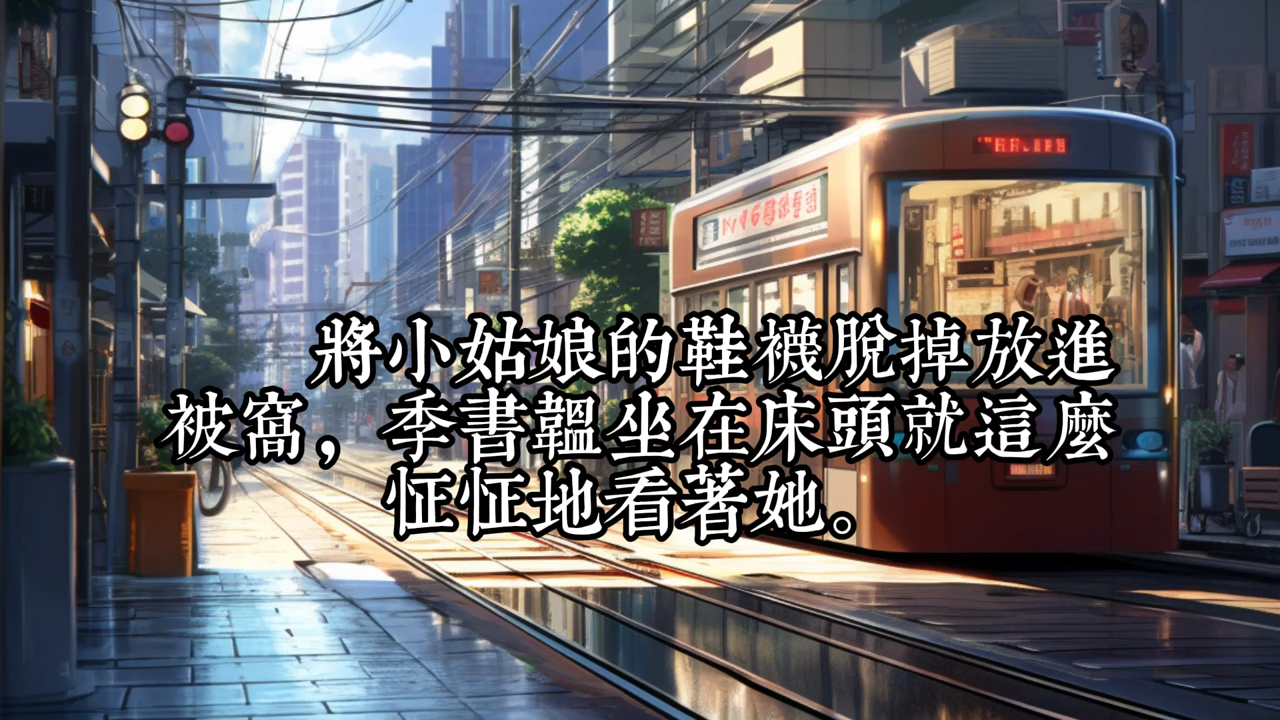 將小姑娘的鞋襪脫掉放進
被窩，季書韞坐在床頭就這麼
怔怔地看著她。